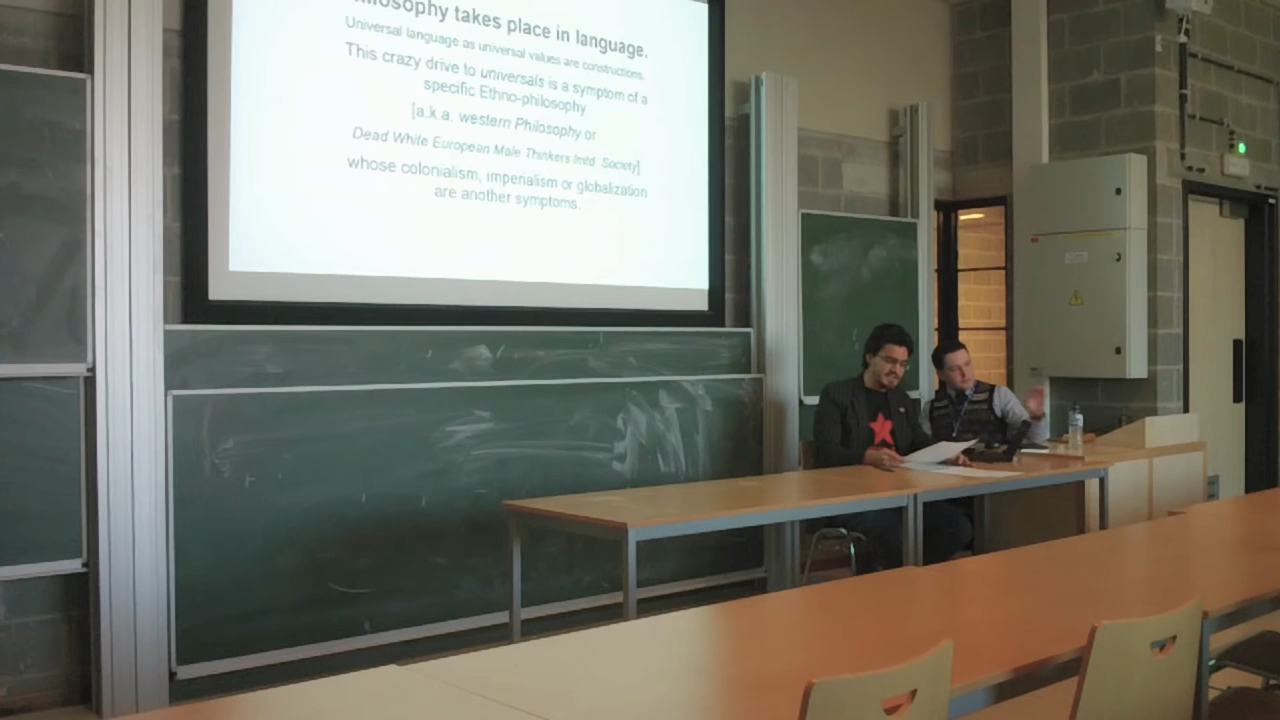 ilosophy takes place in language.
Universal language as universal values are constructions.
This crazy drive to universals is a symptom of a
specific Ethno-philosophy
[a.k.a. western Philosophy or
Dead White European Male Thinkers Intd. Society]
whose colonialism, imperialism or globalization
are another symptoms.